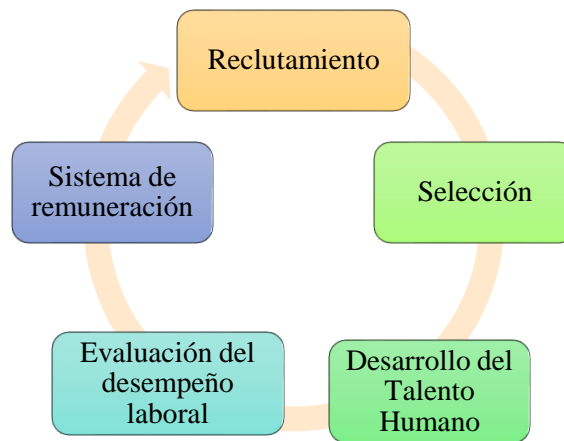 Reclutamiento
Selección
Desarrollo del
Talento
Humano
Evaluación del
desempeño
laboral
Sistema de
remuneración